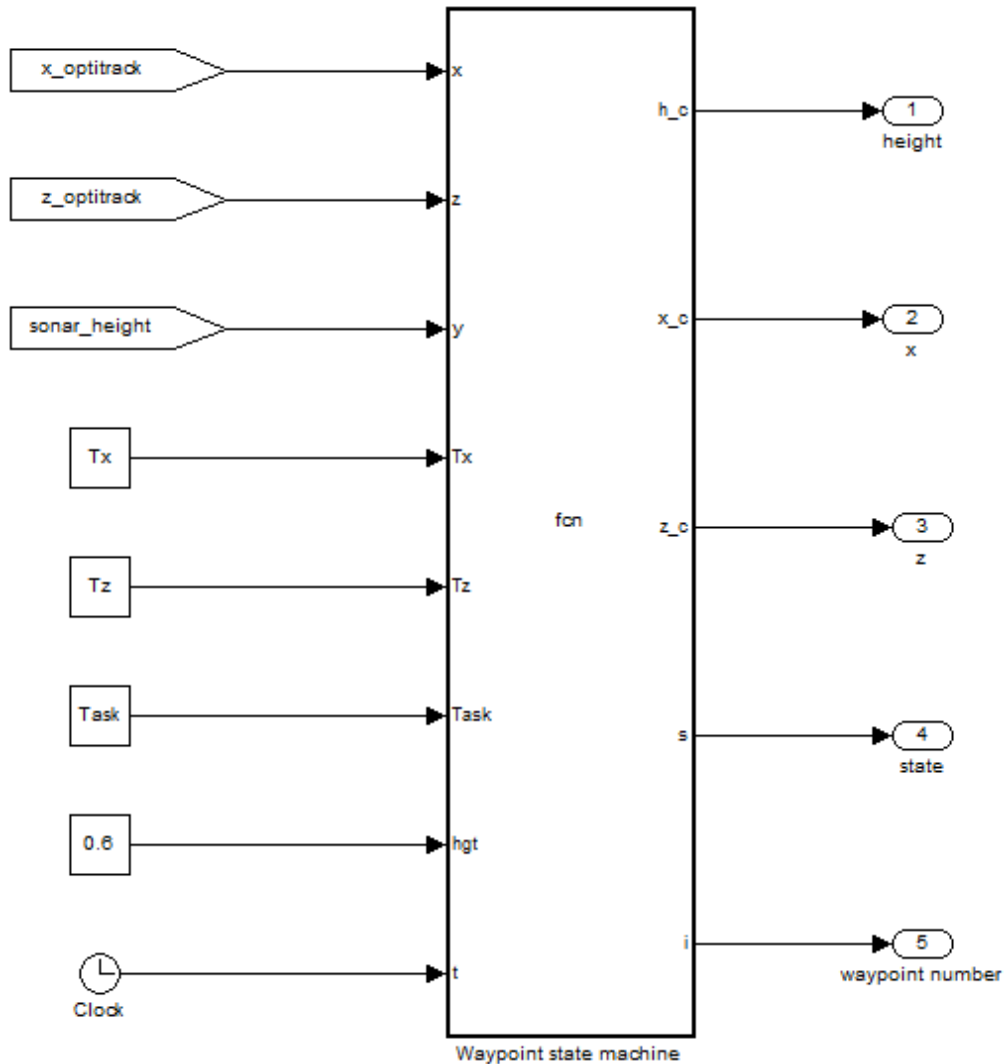 x_optitrack
z_optitrack
sonar_height
Tx
Tz
Task
0.6
Clock
x
z
y
Tx
Tz
Task
hgt
t
fcn
h_c
x_c
z_c
s
i
Waypoint state machine
1
height
2
x
3
z
4
state
5
waypoint number